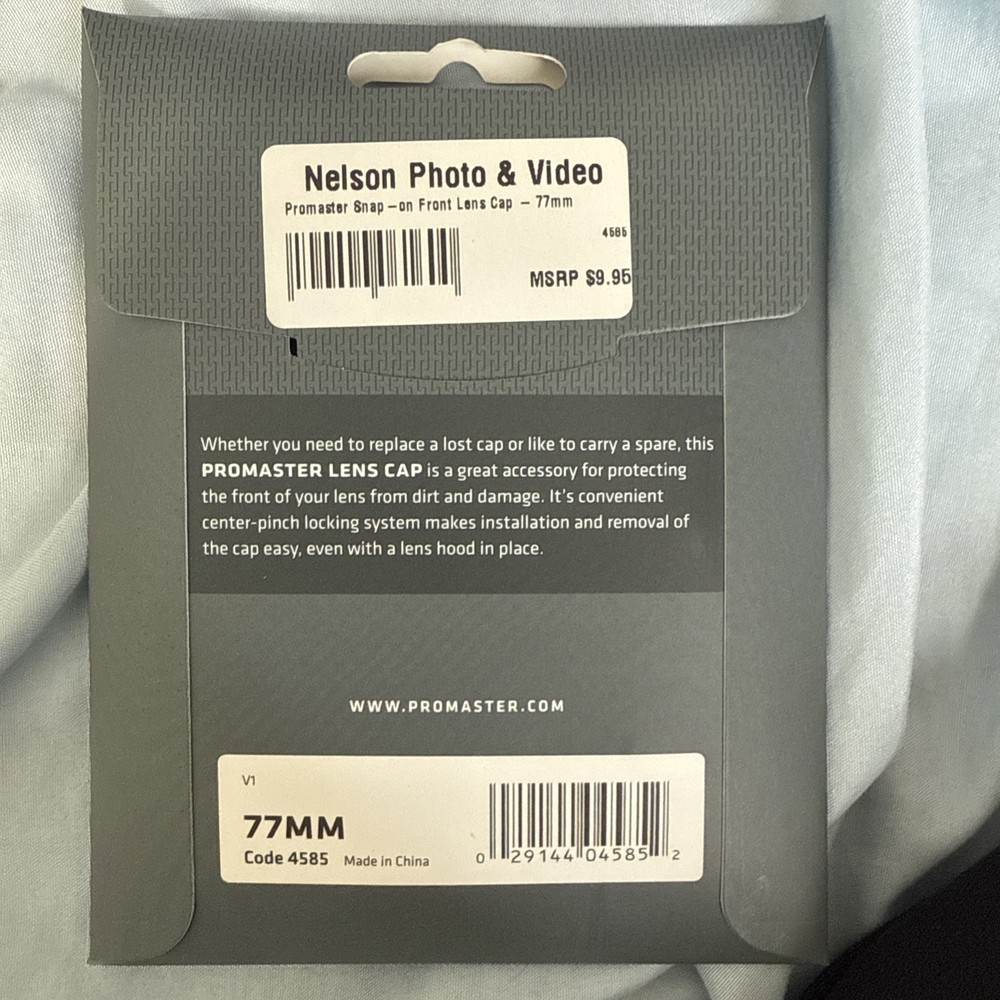 Nelson Photo & Video
Promaster Snap-on Front Lens Cap - 77mm
4585
MSRP $9.95
Whether you need to replace a lost cap or like to carry a spare, this
PROMASTER LENS CAP is a great accessory for protecting
the front of your lens from dirt and damage. It's convenient
center-pinch locking system makes installation and removal of
the cap easy, even with a lens hood in place.
WWW.PROMASTER.COM
V1
77MM
Code 4585 Made in China
0 29144 04585 2